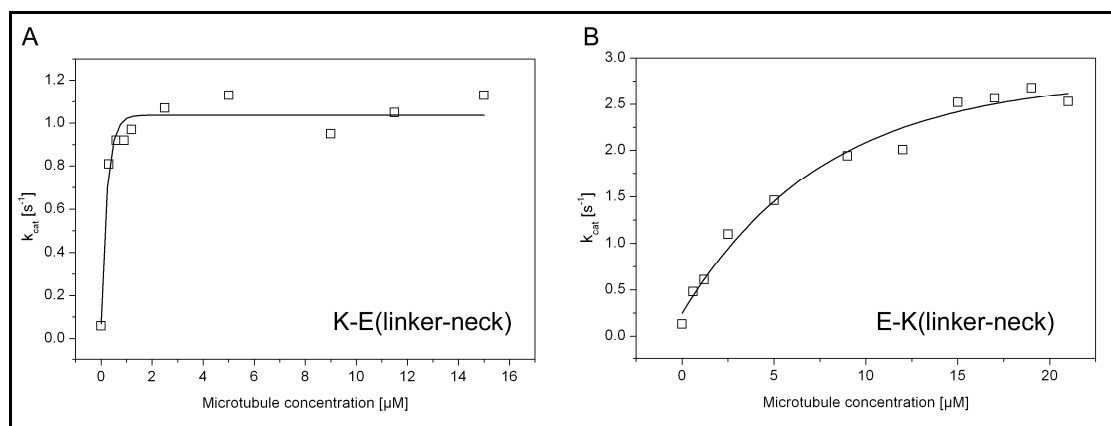 A
1.2
1.0
0.8
0.6
0.4
0.2
0.0
kcat [s-1]
0 2 4 6 8 10 12 14 16
Microtubule concentration [µM]
K-E(linker-neck)
B
3.0
2.5
2.0
1.5
1.0
0.5
0.0
kcat [s-1]
0 5 10 15 20
Microtubule concentration [µM]
E-K(linker-neck)